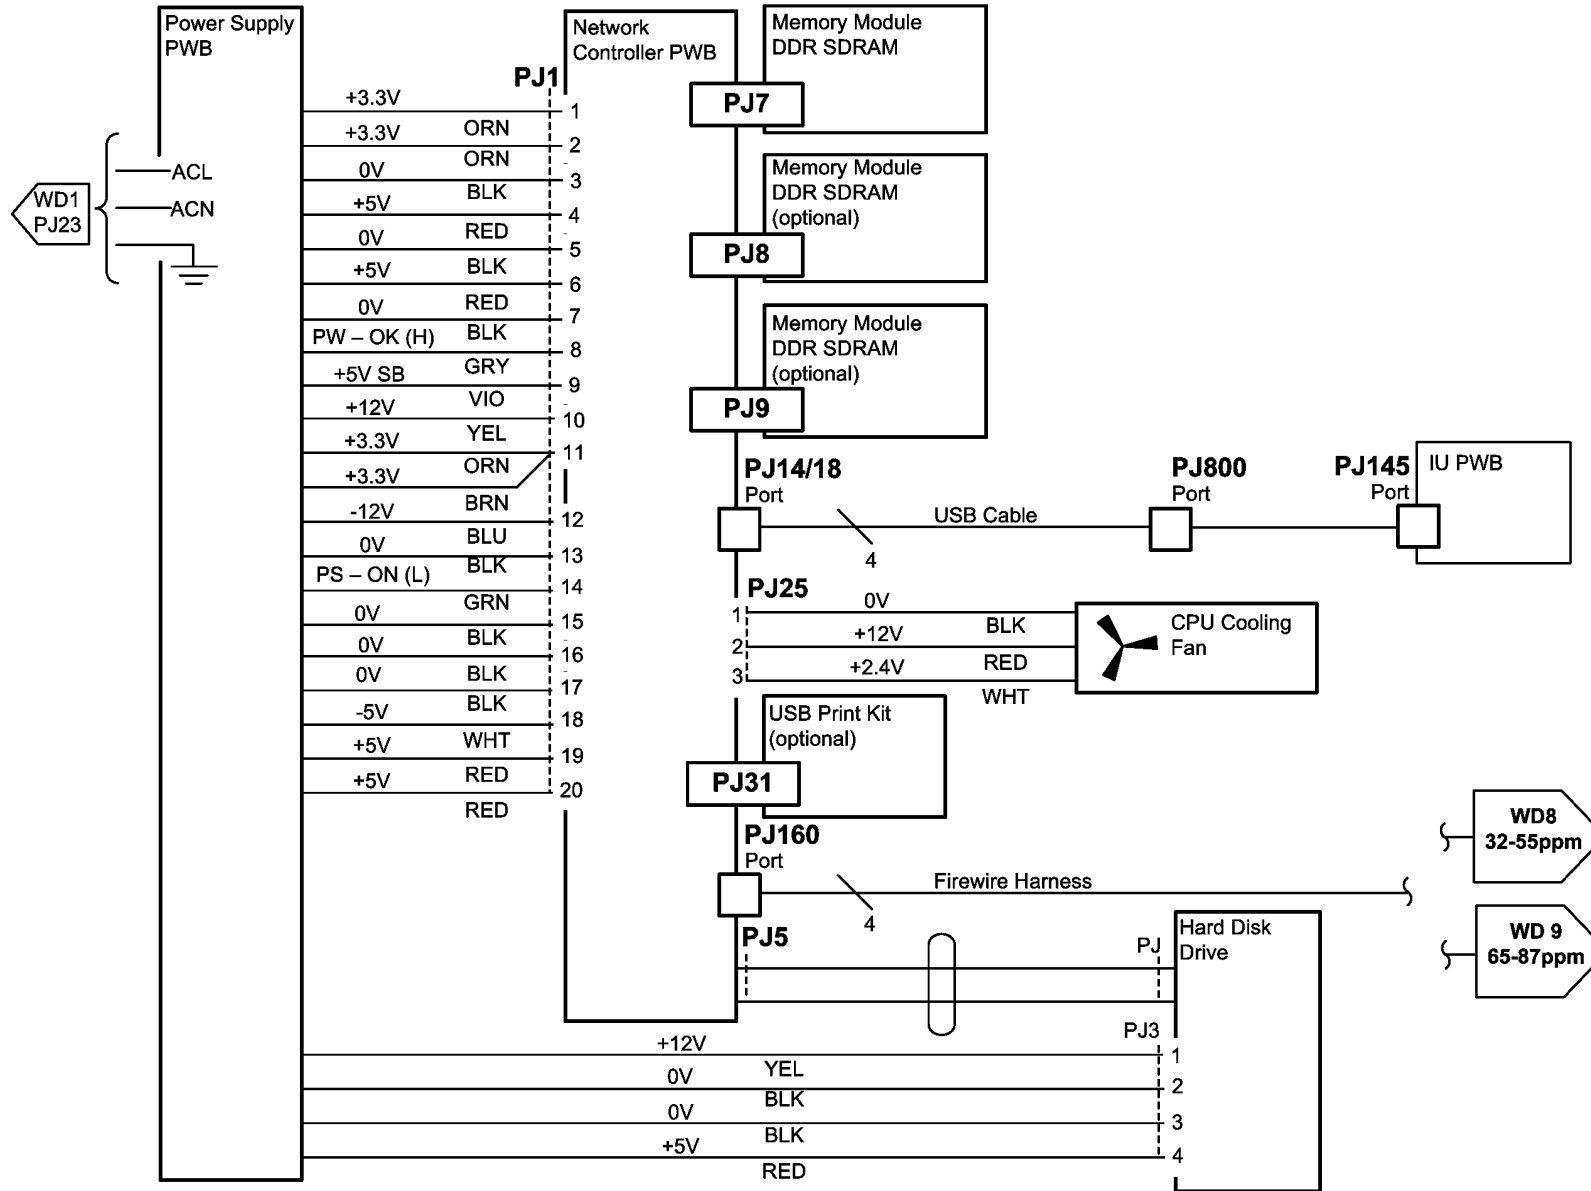 Power Supply
PWB
Network
Controller PWB
Memory Module
DDR SDRAM
PJ1
PJ7
+3.3V
1
ORN
+3.3V
2
ORN
0V
3
BLK
+5V
4
RED
0V
5
BLK
+5V
6
RED
0V
7
BLK
PW – OK (H)
8
GRY
+5V SB
9
VIO
+12V
10
YEL
+3.3V
11
ORN
+3.3V
BRN
-12V
12
BLU
0V
13
BLK
PS – ON (L)
14
GRN
0V
15
BLK
0V
16
BLK
0V
17
BLK
-5V
18
WHT
+5V
19
RED
+5V
20
RED
ACL
ACN
WD1
PJ23
Memory Module
DDR SDRAM
(optional)
PJ8
Memory Module
DDR SDRAM
(optional)
PJ9
PJ14/18
Port
USB Cable
4
PJ800
Port
PJ145
Port
IU PWB
PJ25
1
0V
BLK
2
+12V
RED
3
+2.4V
WHT
CPU Cooling
Fan
USB Print Kit
(optional)
PJ31
PJ160
Port
Firewire Harness
4
WD8
32-55ppm
WD 9
65-87ppm
PJ5
PJ
Hard Disk
Drive
PJ3
+12V
1
YEL
0V
2
BLK
0V
3
BLK
+5V
4
RED